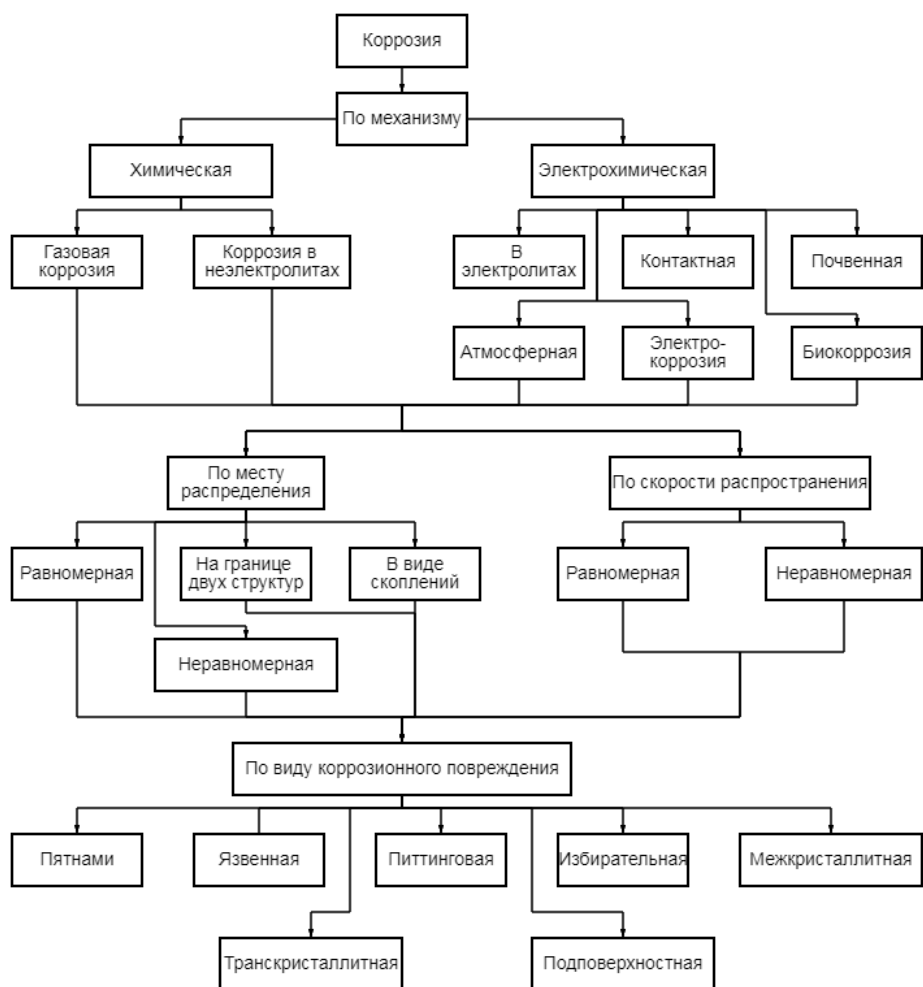 Коррозия
По механизму
Химическая
Электрохимическая
Газовая
коррозия
Коррозия в
неэлектролитах
В
электролитах
Контактная
Почвенная
Атмосферная
Электро-
коррозия
Биокоррозия
По месту
распределения
По скорости распространения
Равномерная
На границе
двух структур
В виде
скоплений
Равномерная
Неравномерная
Неравномерная
По виду коррозионного повреждения
Пятнами
Язвенная
Питтинговая
Избирательная
Межкристаллитная
Транскристаллитная
Подповерхностная